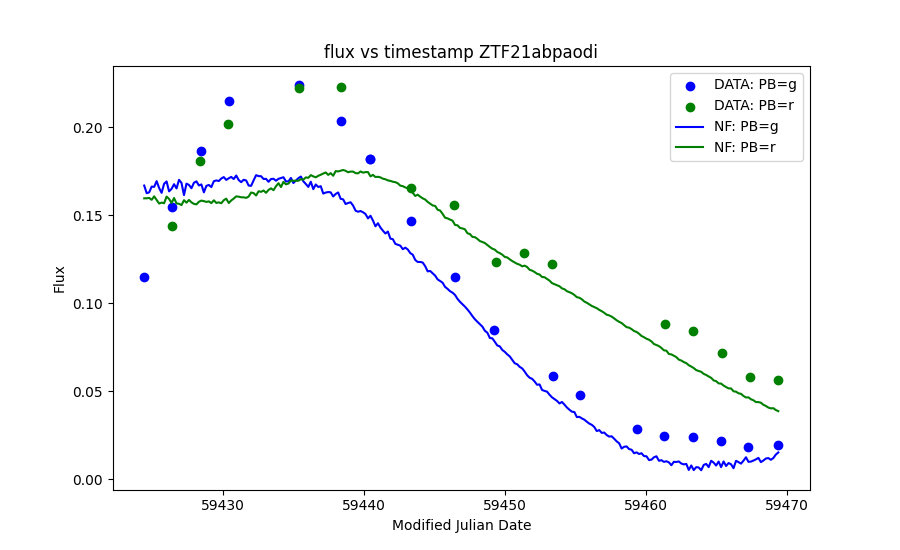 flux vs timestamp ZTF21abpaodi
DATA: PB=g
DATA: PB=r
NF: PB=g
NF: PB=r
Flux
0.20
0.15
0.10
0.05
0.00
59430 59440 59450 59460 59470
Modified Julian Date